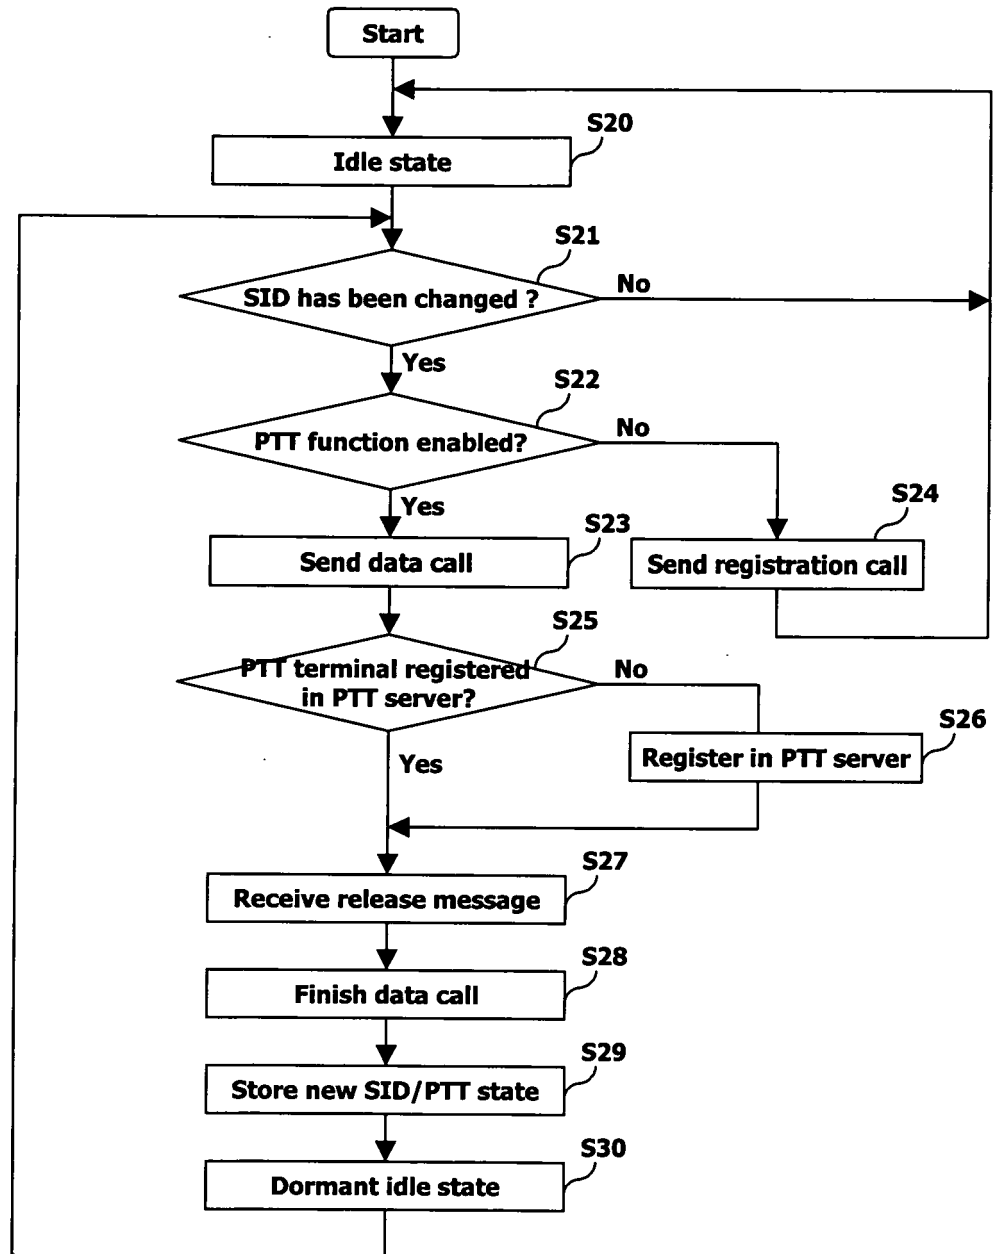 Start
S20
Idle state
S21
SID has been changed ?
No
Yes
S22
PTT function enabled?
No
Yes
S23
Send data call
S24
Send registration call
S25
PTT terminal registered
in PTT server?
No
Yes
S26
Register in PTT server
S27
Receive release message
S28
Finish data call
S29
Store new SID/PTT state
S30
Dormant idle state